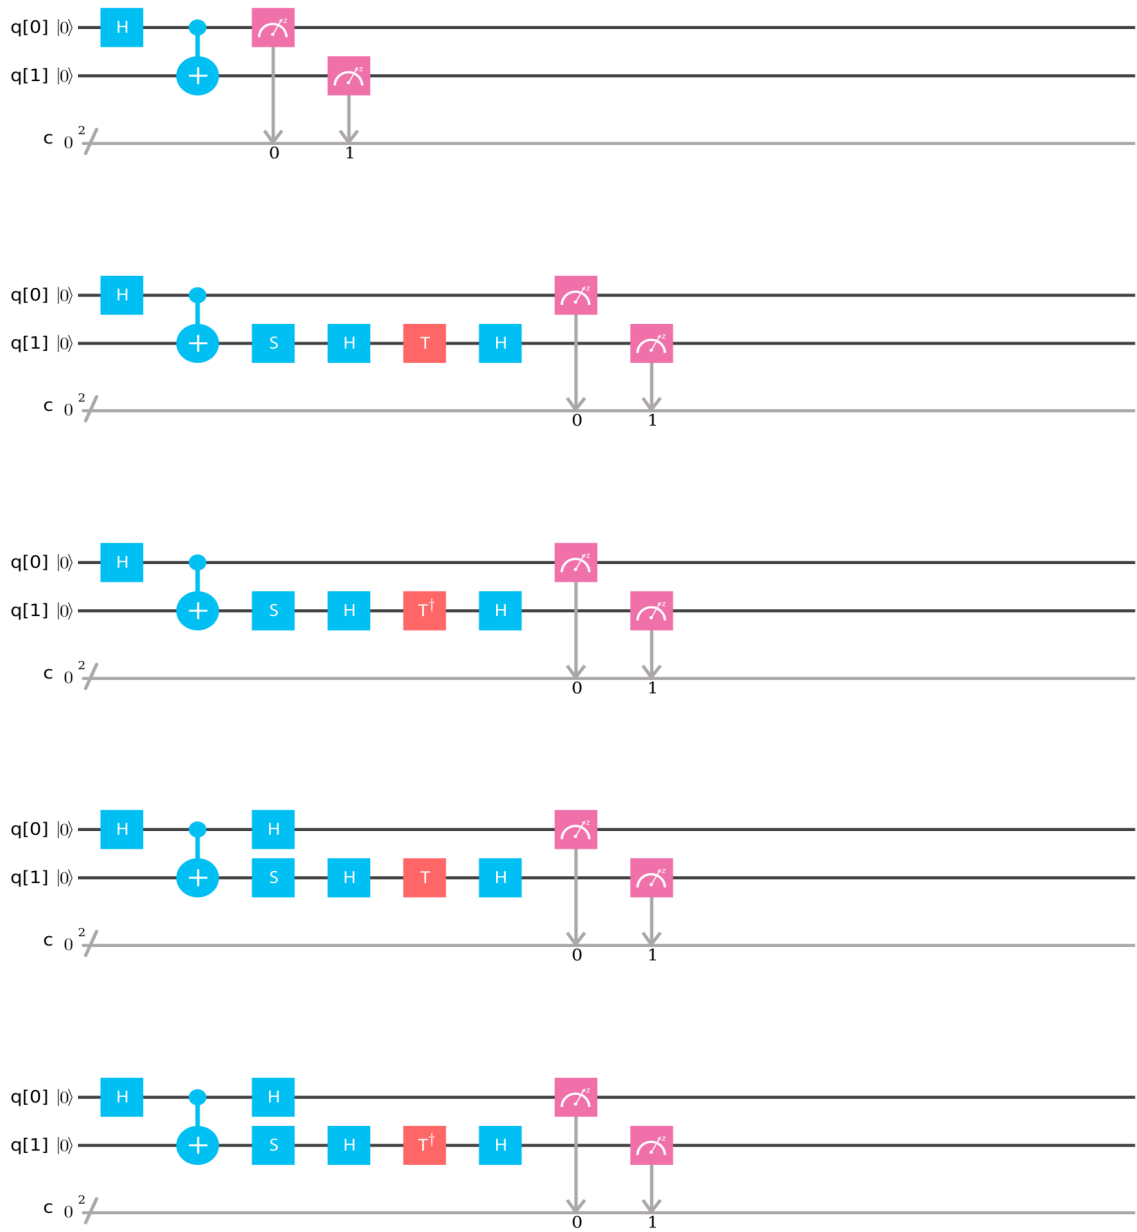 q[0] |0⟩ H z
q[1] |0⟩ + z
c 0 2
0 1
q[0] |0⟩ H z
q[1] |0⟩ + S H T H z
c 0 2
0 1
q[0] |0⟩ H z
q[1] |0⟩ + S H T† H z
c 0 2
0 1
q[0] |0⟩ H H z
q[1] |0⟩ + S H T H z
c 0 2
0 1
q[0] |0⟩ H H z
q[1] |0⟩ + S H T† H z
c 0 2
0 1